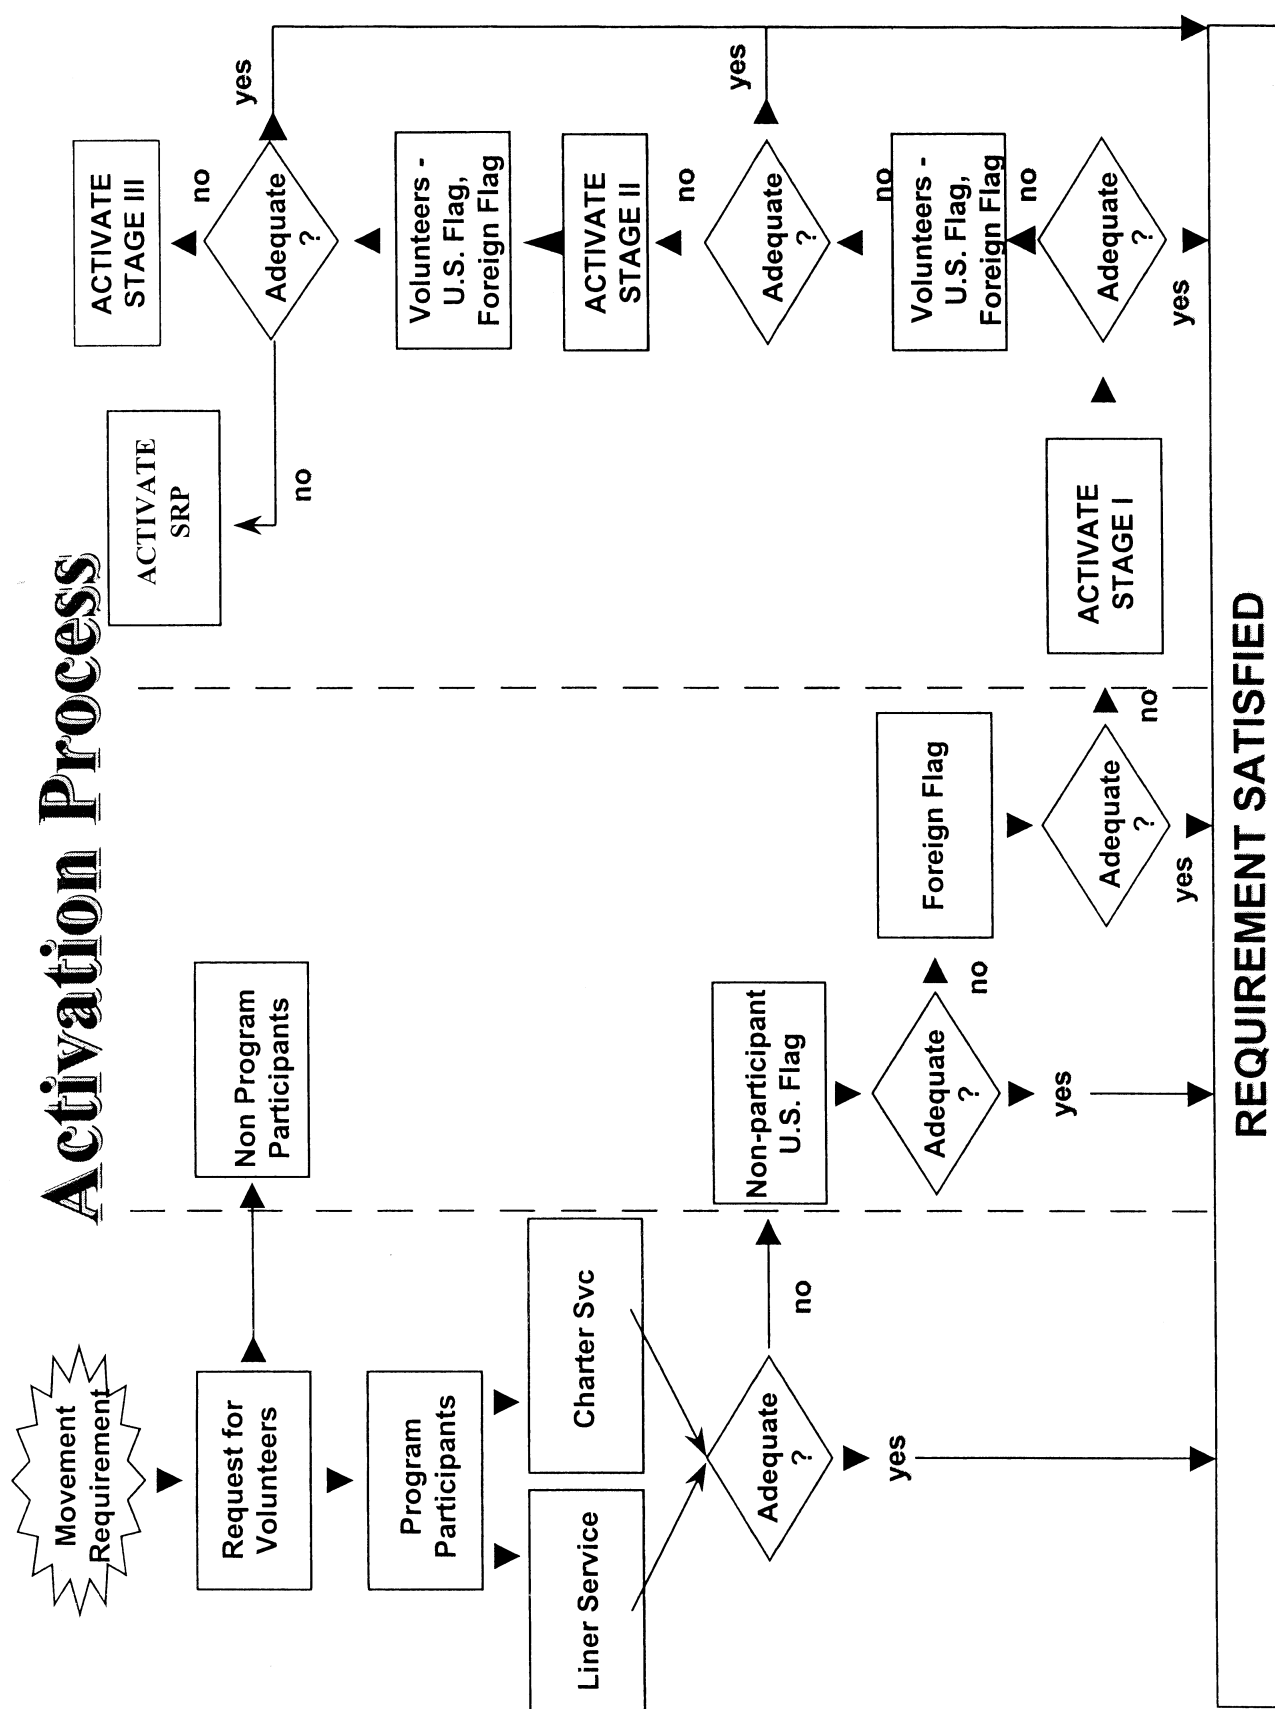 Activation Process
Movement
Requirement
Request for
Volunteers
Non Program
Participants
Program
Participants
Liner Service
Charter Svc
Adequate
?
no
yes
Non-participant
U.S. Flag
Adequate
?
no
yes
Foreign Flag
Adequate
?
no
yes
ACTIVATE
STAGE I
Adequate
?
yes
no
Volunteers -
U.S. Flag,
Foreign Flag
no
Adequate
?
yes
no
ACTIVATE
STAGE II
Volunteers -
U.S. Flag,
Foreign Flag
Adequate
?
yes
no
no
ACTIVATE
SRP
ACTIVATE
STAGE III
REQUIREMENT SATISFIED